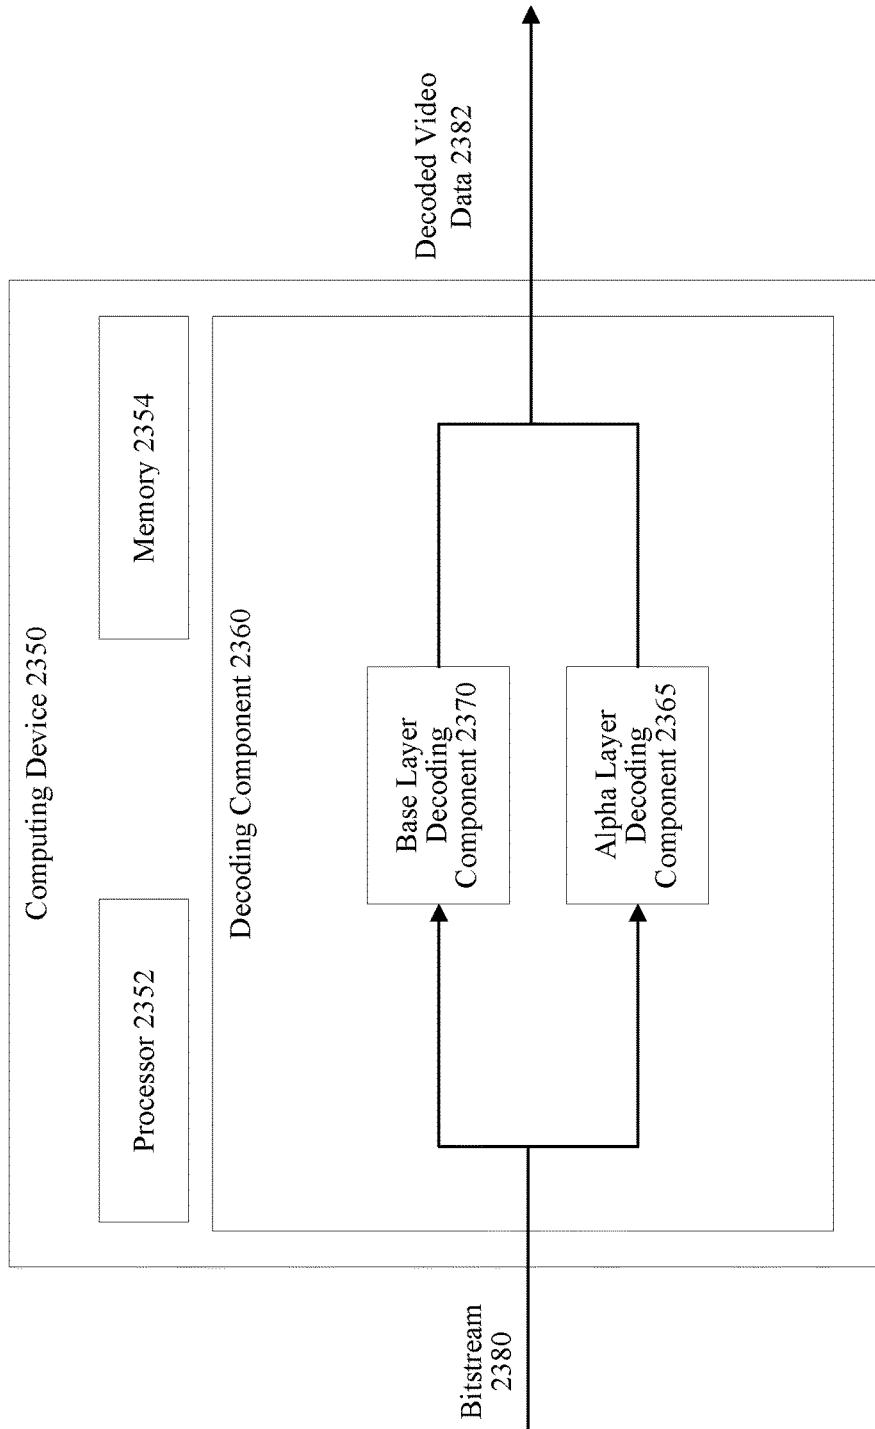 Computing Device 2350
Processor 2352
Memory 2354
Decoding Component 2360
Bitstream
2380
Base Layer
Decoding
Component 2370
Alpha Layer
Decoding
Component 2365
Decoded Video
Data 2382